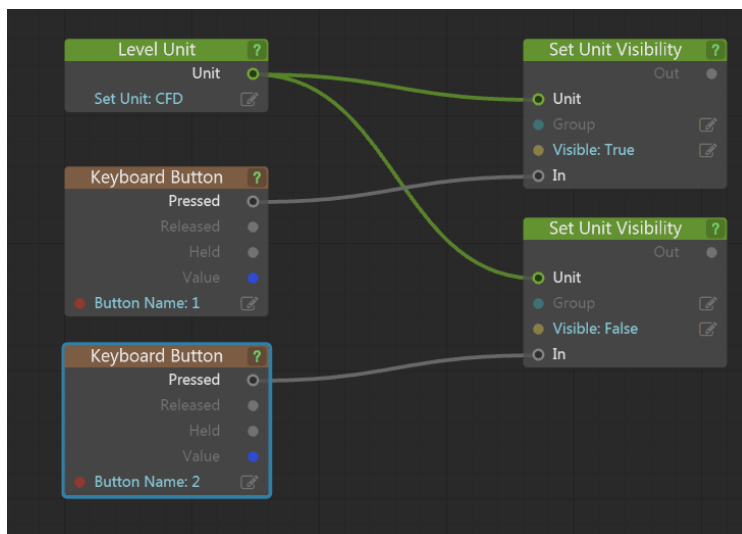 Level Unit ?
Unit
Set Unit: CFD
Keyboard Button ?
Pressed
Released
Held
Value
Button Name: 1
Keyboard Button ?
Pressed
Released
Held
Value
Button Name: 2
Set Unit Visibility ?
Out
Unit
Group
Visible: True
In
Set Unit Visibility ?
Out
Unit
Group
Visible: False
In